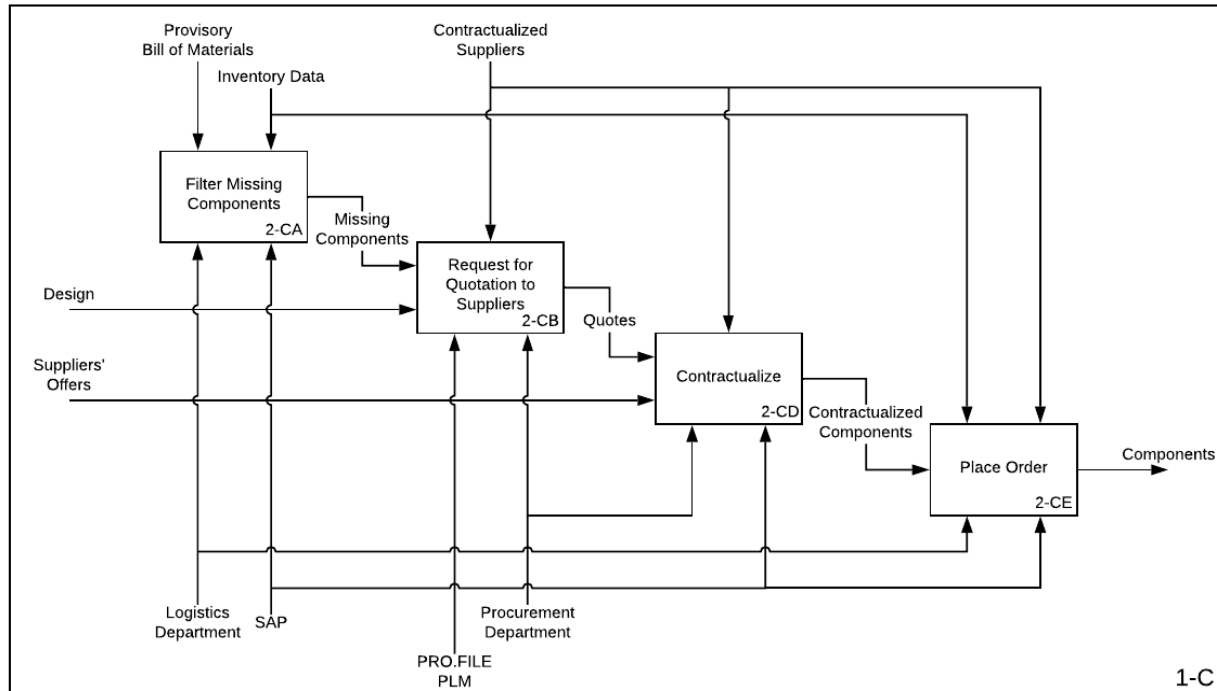 Provisory
Bill of Materials
Inventory Data
Contractualized
Suppliers
Filter Missing
Components
2-CA
Missing
Components
Request for
Quotation to
Suppliers
2-CB
Design
Quotes
Suppliers'
Offers
Contractualize
2-CD
Contractualized
Components
Place Order
2-CE
Components
Logistics
Department
SAP
Procurement
Department
PRO.FILE
PLM
1-C